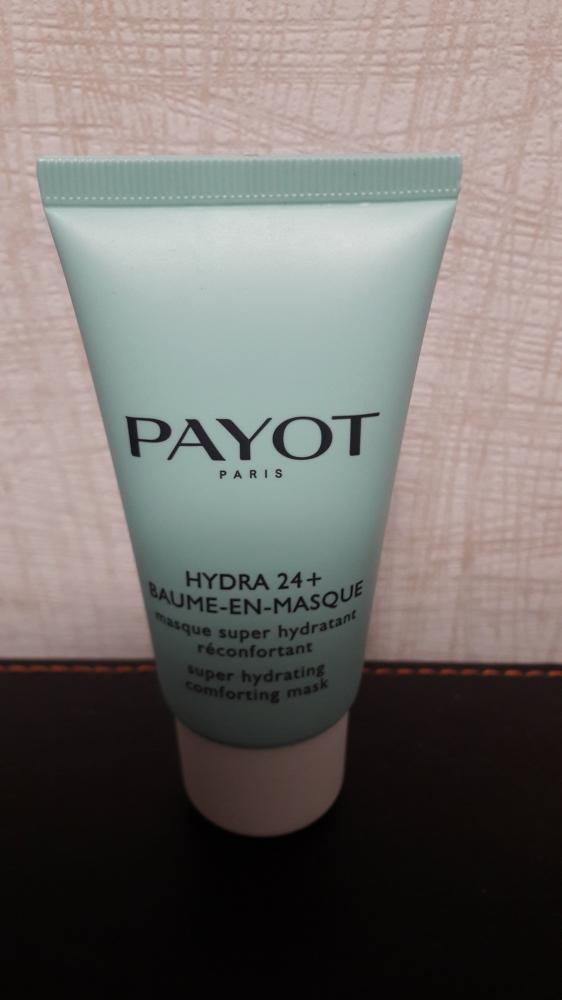 PAYOT
PARIS
HYDRA 24+
BAUME-EN-MASQUE
masque super hydratant
réconfortant
super hydrating
comforting mask